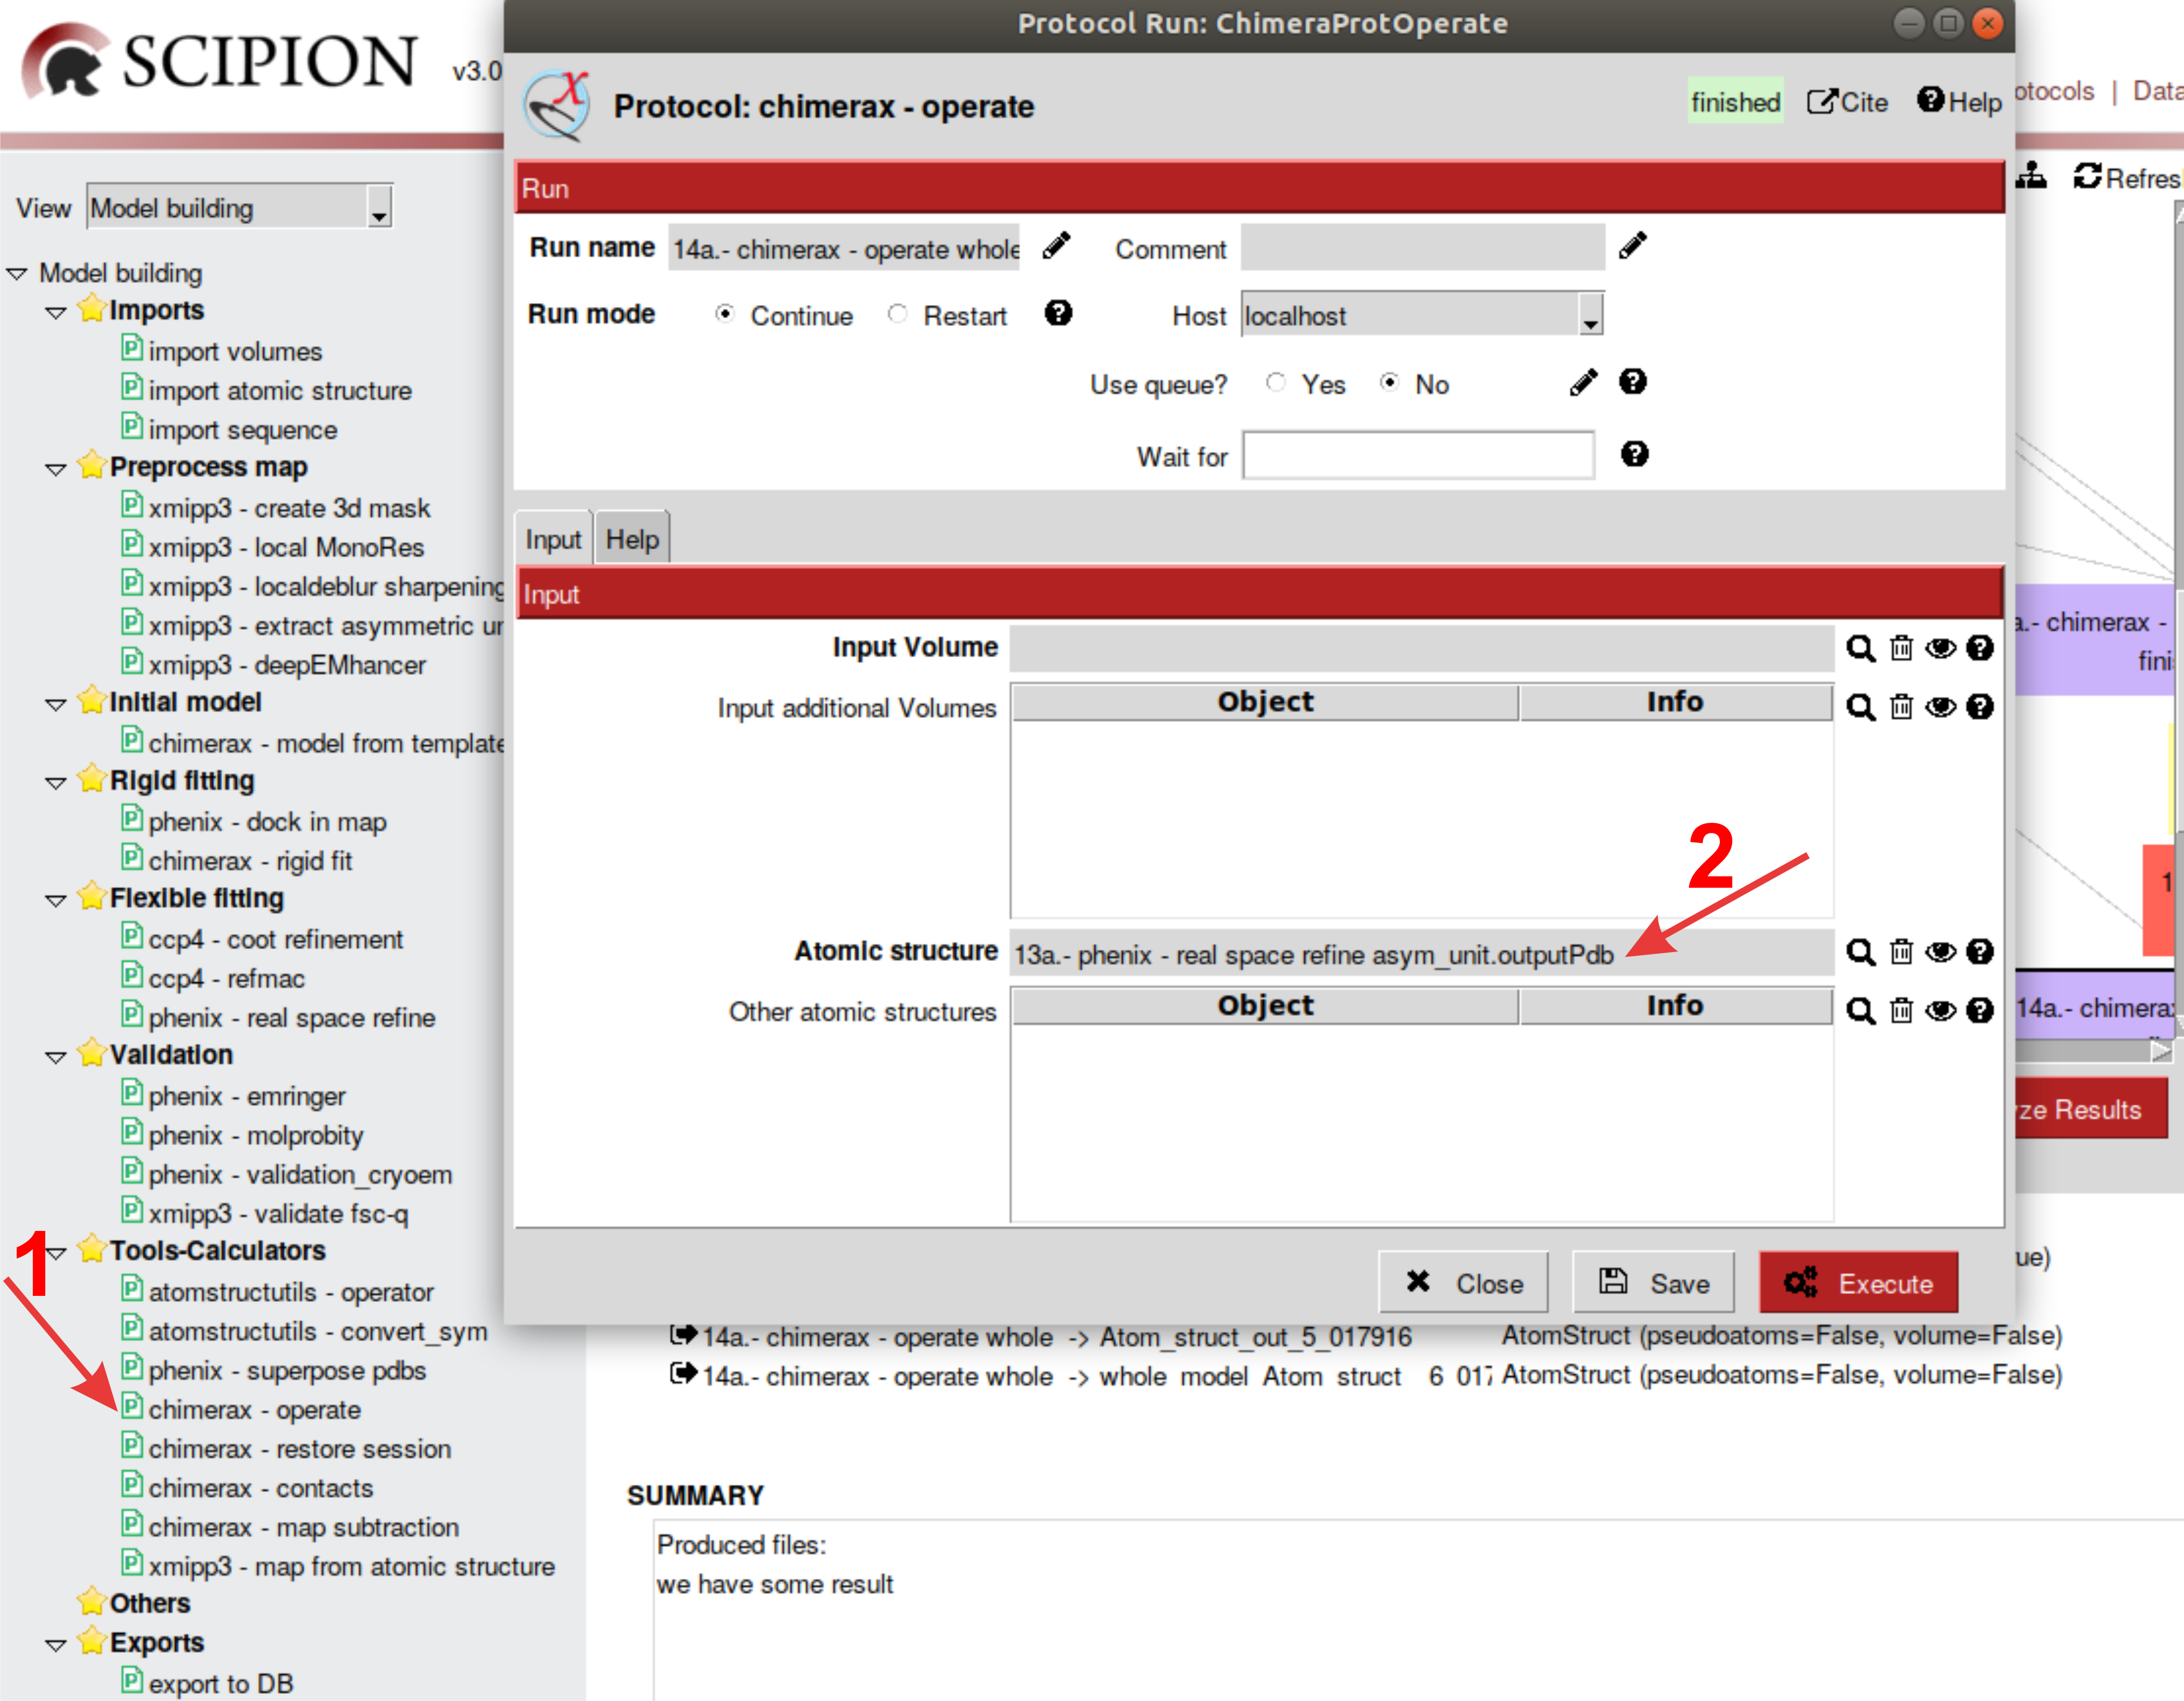 SCIPION v3.0
View Model building
Model building
Imports
import volumes
import atomic structure
import sequence
Preprocess map
xmipp3 - create 3d mask
xmipp3 - local MonoRes
xmipp3 - localdeblur sharpening
xmipp3 - extract asymmetric
xmipp3 - deepEMhancer
Initial model
chimerax - model from template
Rigid fitting
phenix - dock in map
chimerax - rigid fit
Flexible fitting
ccp4 - coot refinement
ccp4 - refmac
phenix - real space refine
Validation
phenix - emringer
phenix - molprobity
phenix - validation_cryoem
xmipp3 - validate fsc-q
1
Tools-Calculators
atomstructutils - operator
atomstructutils - convert_sym
phenix - superpose pdbs
chimerax - operate
chimerax - restore session
chimerax - contacts
chimerax - map subtraction
xmipp3 - map from atomic structure
Others
Exports
export to DB
Protocol Run: ChimeraProtOperate
Protocol: chimerax - operate
finished Cite Help
Run
Run name 14a.- chimerax - operate whole Comment
Run mode Continue Restart Host localhost
Use queue? Yes No
Wait for
Input Help
Input
Input Volume
Input additional Volumes Object Info
2
Atomic structure 13a.- phenix - real space refine asym_unit.outputPdb
Other atomic structures Object Info
Close Save Execute
otocols | Data
Refres
a.- chimerax -
fini
1
14a.- chimera
ze Results
ue)
14a.- chimerax - operate whole -> Atom_struct_out_5_017916 AtomStruct (pseudoatoms=False, volume=False)
14a.- chimerax - operate whole -> whole model Atom struct 6 017 AtomStruct (pseudoatoms=False, volume=False)
SUMMARY
Produced files:
we have some result